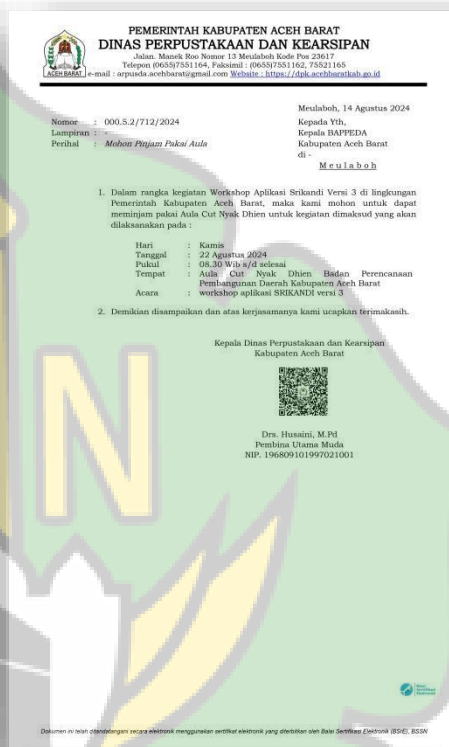 PEMERINTAH KABUPATEN ACEH BARAT
DINAS PERPUSTAKAAN DAN KEARSIPAN
Jalan. Manek Roo Nomor 13 Meulaboh Kode Pos 23617
Telepon (0655)7551164, Faksimil : (0655)7551162, 75521165
e-mail : arpusda.acehbarat@gmail.com Website : https://dpk.acehbaratkab.go.id
ACEH BARAT
Meulaboh, 14 Agustus 2024
Nomor : 000.5.2/712/2024
Lampiran : -
Perihal : Mohon Pinjam Pakai Aula
Kepada Yth,
Kepala BAPPEDA
Kabupaten Aceh Barat
di -
M e u l a b o h
1. Dalam rangka kegiatan Workshop Aplikasi Srikandi Versi 3 di lingkungan
Pemerintah Kabupaten Aceh Barat, maka kami mohon untuk dapat
meminjam pakai Aula Cut Nyak Dhien untuk kegiatan dimaksud yang akan
dilaksanakan pada :
Hari : Kamis
Tanggal : 22 Agustus 2024
Pukul : 08.30 Wib s/d selesai
Tempat : Aula Cut Nyak Dhien Badan Perencanaan
Pembangunan Daerah Kabupaten Aceh Barat
Acara : workshop aplikasi SRIKANDI versi 3
2. Demikian disampaikan dan atas kerjasamanya kami ucapkan terimakasih.
Kepala Dinas Perpustakaan dan Kearsipan
Kabupaten Aceh Barat
Drs. Husaini, M.Pd
Pembina Utama Muda
NIP. 196809101997021001
N
Balai
Sertifikasi
Elektronik
Dokumen ini telah ditandatangani secara elektronik menggunakan sertifikat elektronik yang diterbitkan oleh Balai Sertifikasi Elektronik (BSrE), BSSN